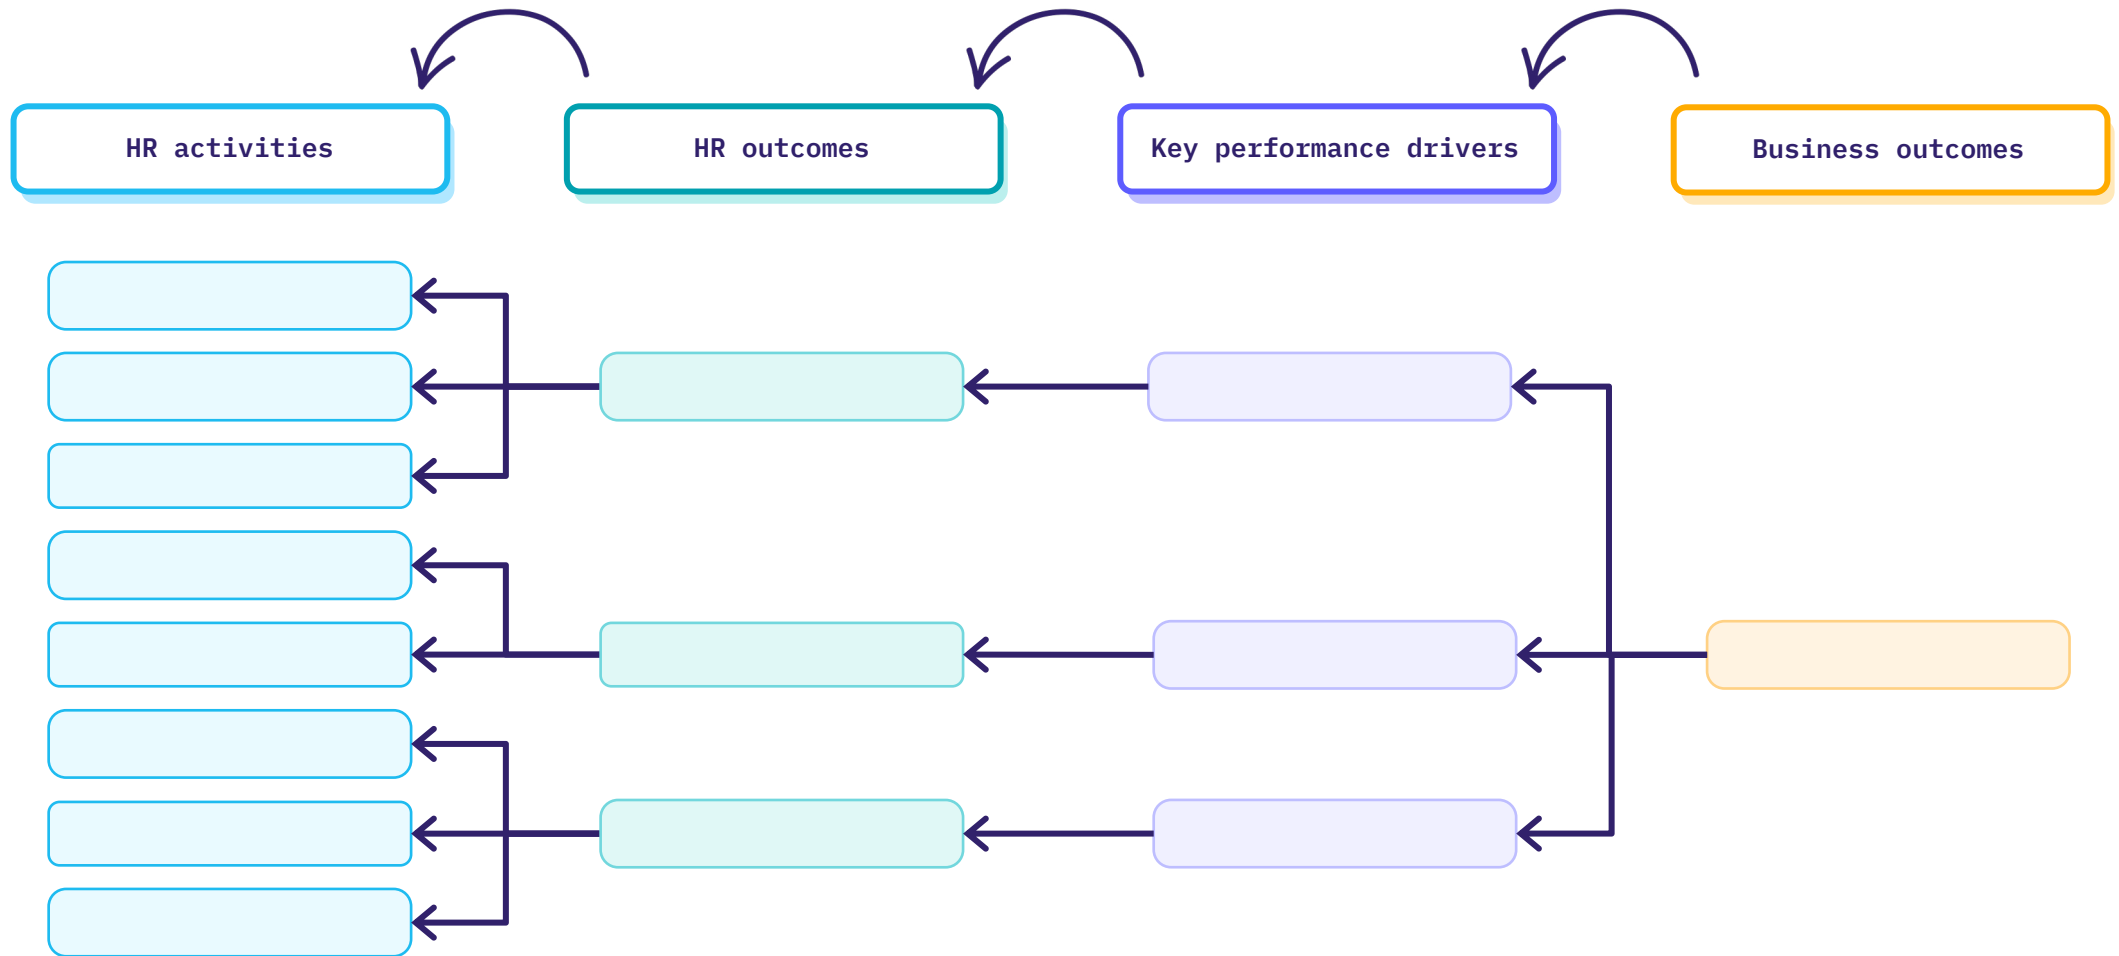 HR activities
HR outcomes
Key performance drivers
Business outcomes